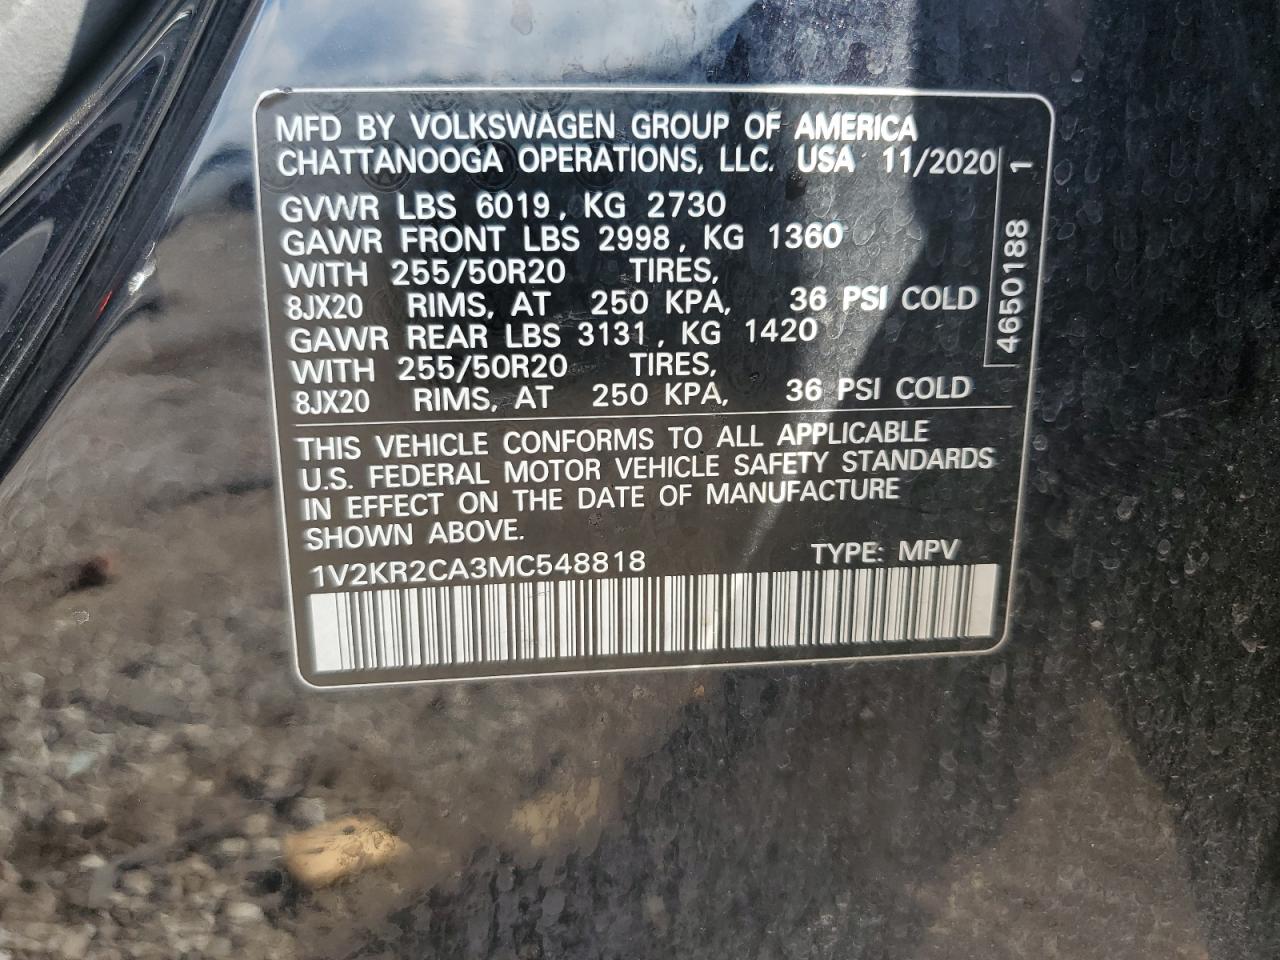 MFD BY VOLKSWAGEN GROUP OF AMERICA
CHATTANOOGA OPERATIONS, LLC. USA 11/2020
GVWR LBS 6019, KG 2730
GAWR FRONT LBS 2998, KG 1360
WITH 255/50R20 TIRES,
8JX20 RIMS, AT 250 KPA, 36 PSI COLD
GAWR REAR LBS 3131, KG 1420
WITH 255/50R20 TIRES,
8JX20 RIMS, AT 250 KPA, 36 PSI COLD
4650188 1
THIS VEHICLE CONFORMS TO ALL APPLICABLE
U.S. FEDERAL MOTOR VEHICLE SAFETY STANDARDS
IN EFFECT ON THE DATE OF MANUFACTURE
SHOWN ABOVE.
1V2KR2CA3MC548818 TYPE: MPV